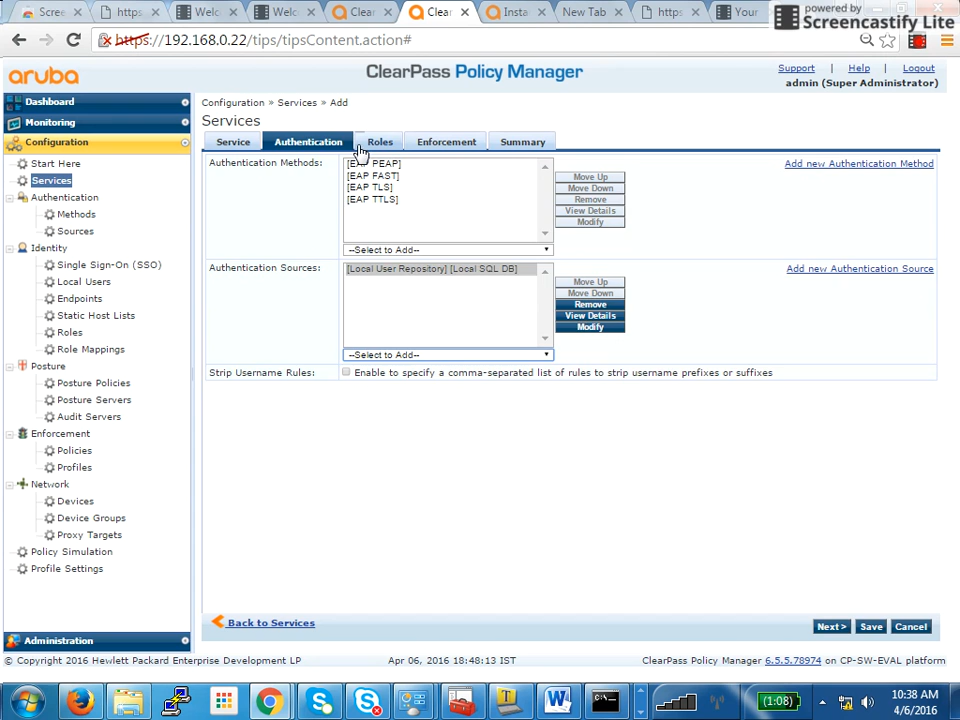 Scree
https
Welc
Welc
Clear
Clear
Insta
New Tab
https
Your
powered by
Screencastify Lite
https://192.168.0.22/tips/tipsContent.action#
aruba
ClearPass Policy Manager
Support | Help | Logout
admin (Super Administrator)
Dashboard
Monitoring
Configuration
Start Here
Services
Authentication
Methods
Sources
Identity
Single Sign-On (SSO)
Local Users
Endpoints
Static Host Lists
Roles
Role Mappings
Posture
Posture Policies
Posture Servers
Audit Servers
Enforcement
Policies
Profiles
Network
Devices
Device Groups
Proxy Targets
Policy Simulation
Profile Settings
Administration
Configuration » Services » Add
Services
Service Authentication Roles Enforcement Summary
Authentication Methods:
[EAP PEAP]
[EAP FAST]
[EAP TLS]
[EAP TTLS]
--Select to Add--
Move Up
Move Down
Remove
View Details
Modify
Add new Authentication Method
Authentication Sources:
[Local User Repository] [Local SQL DB]
--Select to Add--
Move Up
Move Down
Remove
View Details
Modify
Add new Authentication Source
Strip Username Rules: Enable to specify a comma-separated list of rules to strip username prefixes or suffixes
Back to Services
Next > Save Cancel
© Copyright 2016 Hewlett Packard Enterprise Development LP Apr 06, 2016 18:48:13 IST ClearPass Policy Manager 6.5.5.78974 on CP-SW-EVAL platform
(1:08)
10:38 AM
4/6/2016